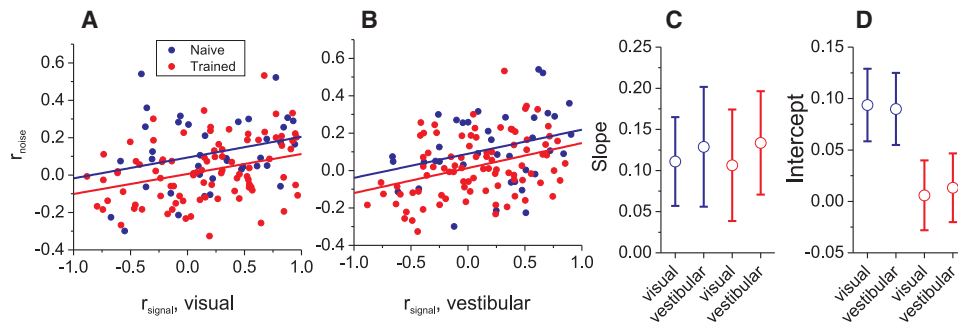 A
Naive
Trained
r noise
0.6
0.4
0.2
0.0
-0.2
-0.4
-1.0 -0.5 0.0 0.5 1.0
r signal, visual
B
0.6
0.4
0.2
0.0
-0.2
-0.4
-1.0 -0.5 0.0 0.5 1.0
r signal, vestibular
C
Slope
0.25
0.20
0.15
0.10
0.05
0.00
visual
vestibular
visual
vestibular
D
Intercept
0.15
0.10
0.05
0.00
-0.05
visual
vestibular
visual
vestibular